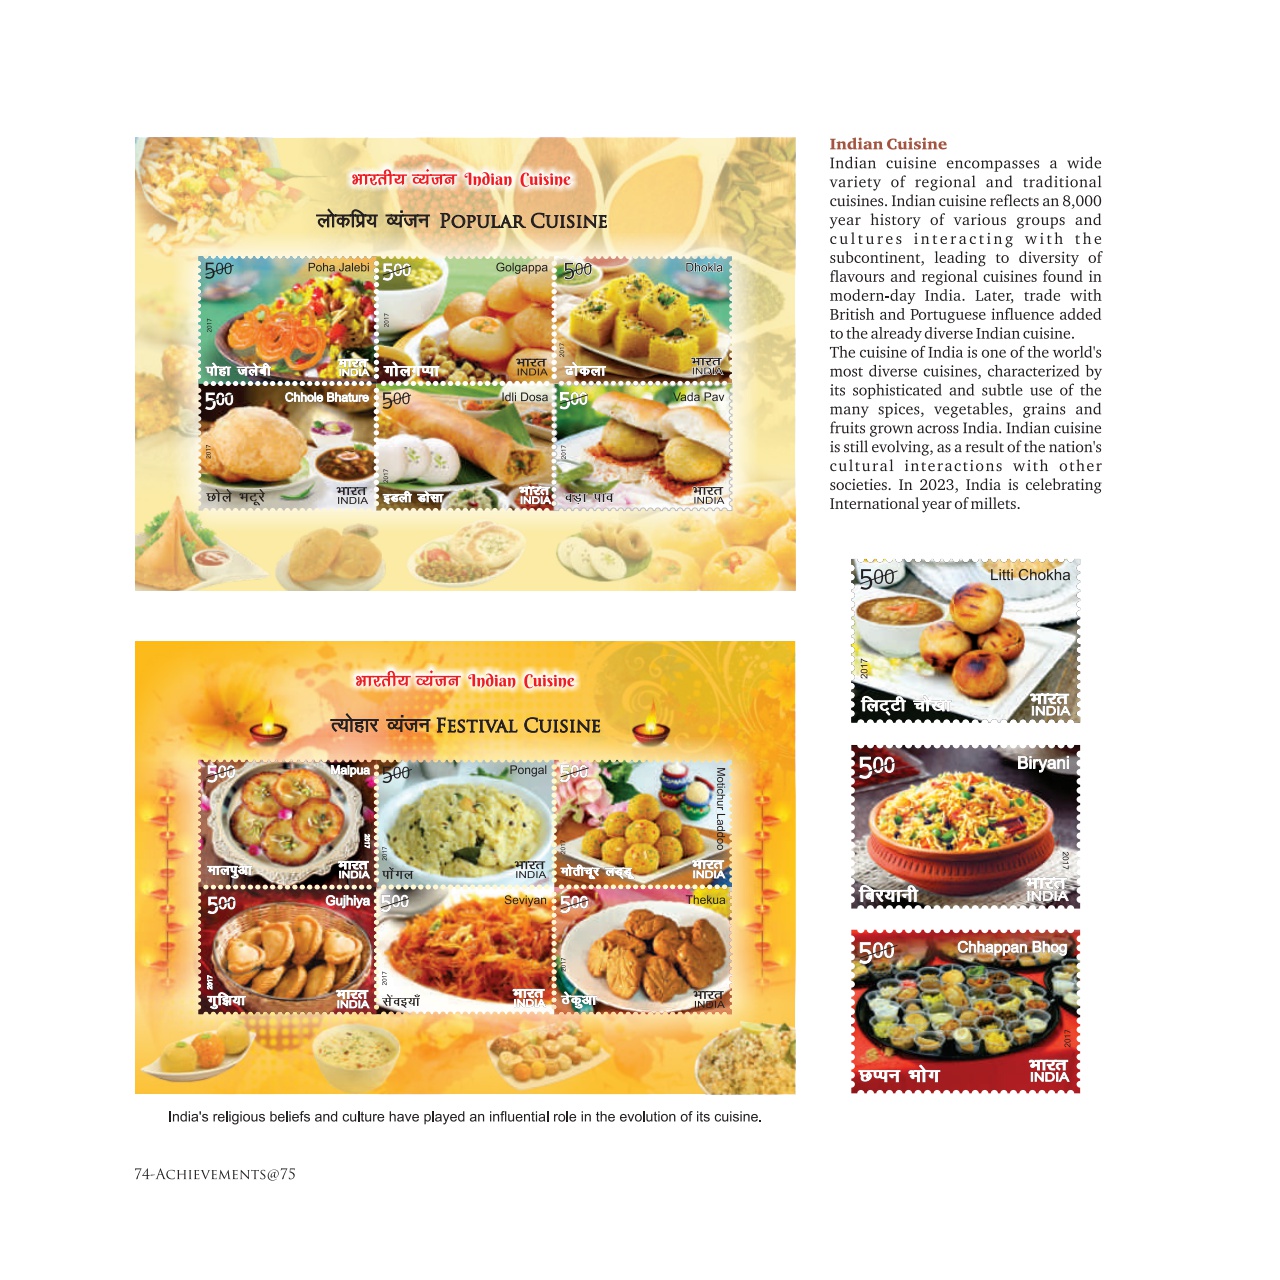 भारतीय व्यंजन Indian Cuisine
लोकप्रिय व्यंजन POPULAR CUISINE
500 Poha Jalebi
2017
पोहा जलेबी भारत INDIA
500 Golgappa
2017
गोलगप्पा भारत INDIA
500 Dhokla
2017
ढोकला भारत INDIA
500 Chhole Bhature
2017
छोले भटूरे भारत INDIA
500 Idli Dosa
2017
इडली डोसा भारत INDIA
500 Vada Pav
2017
वड़ा पाव भारत INDIA
भारतीय व्यंजन Indian Cuisine
त्योहार व्यंजन FESTIVAL CUISINE
500 Malpua
2017
मालपुआ भारत INDIA
500 Pongal
2017
पोंगल भारत INDIA
500 Motichur Laddoo
मोतीचूर लड्डू भारत INDIA
500 Gujhiya
2017
गुझिया भारत INDIA
500 Seviyan
2017
सेंवइयाँ भारत INDIA
500 Thekua
2017
ठेकुआ भारत INDIA
India's religious beliefs and culture have played an influential role in the evolution of its cuisine.
Indian Cuisine
Indian cuisine encompasses a wide
variety of regional and traditional
cuisines. Indian cuisine reflects an 8,000
year history of various groups and
cultures interacting with the
subcontinent, leading to diversity of
flavours and regional cuisines found in
modern-day India. Later, trade with
British and Portuguese influence added
to the already diverse Indian cuisine.
The cuisine of India is one of the world's
most diverse cuisines, characterized by
its sophisticated and subtle use of the
many spices, vegetables, grains and
fruits grown across India. Indian cuisine
is still evolving, as a result of the nation's
cultural interactions with other
societies. In 2023, India is celebrating
International year of millets.
500 Litti Chokha
2017
लिट्टी चोखा भारत INDIA
500 Biryani
2017
बिरयानी भारत INDIA
500 Chhappan Bhog
2017
छप्पन भोग भारत INDIA
74-ACHIEVEMENTS@75